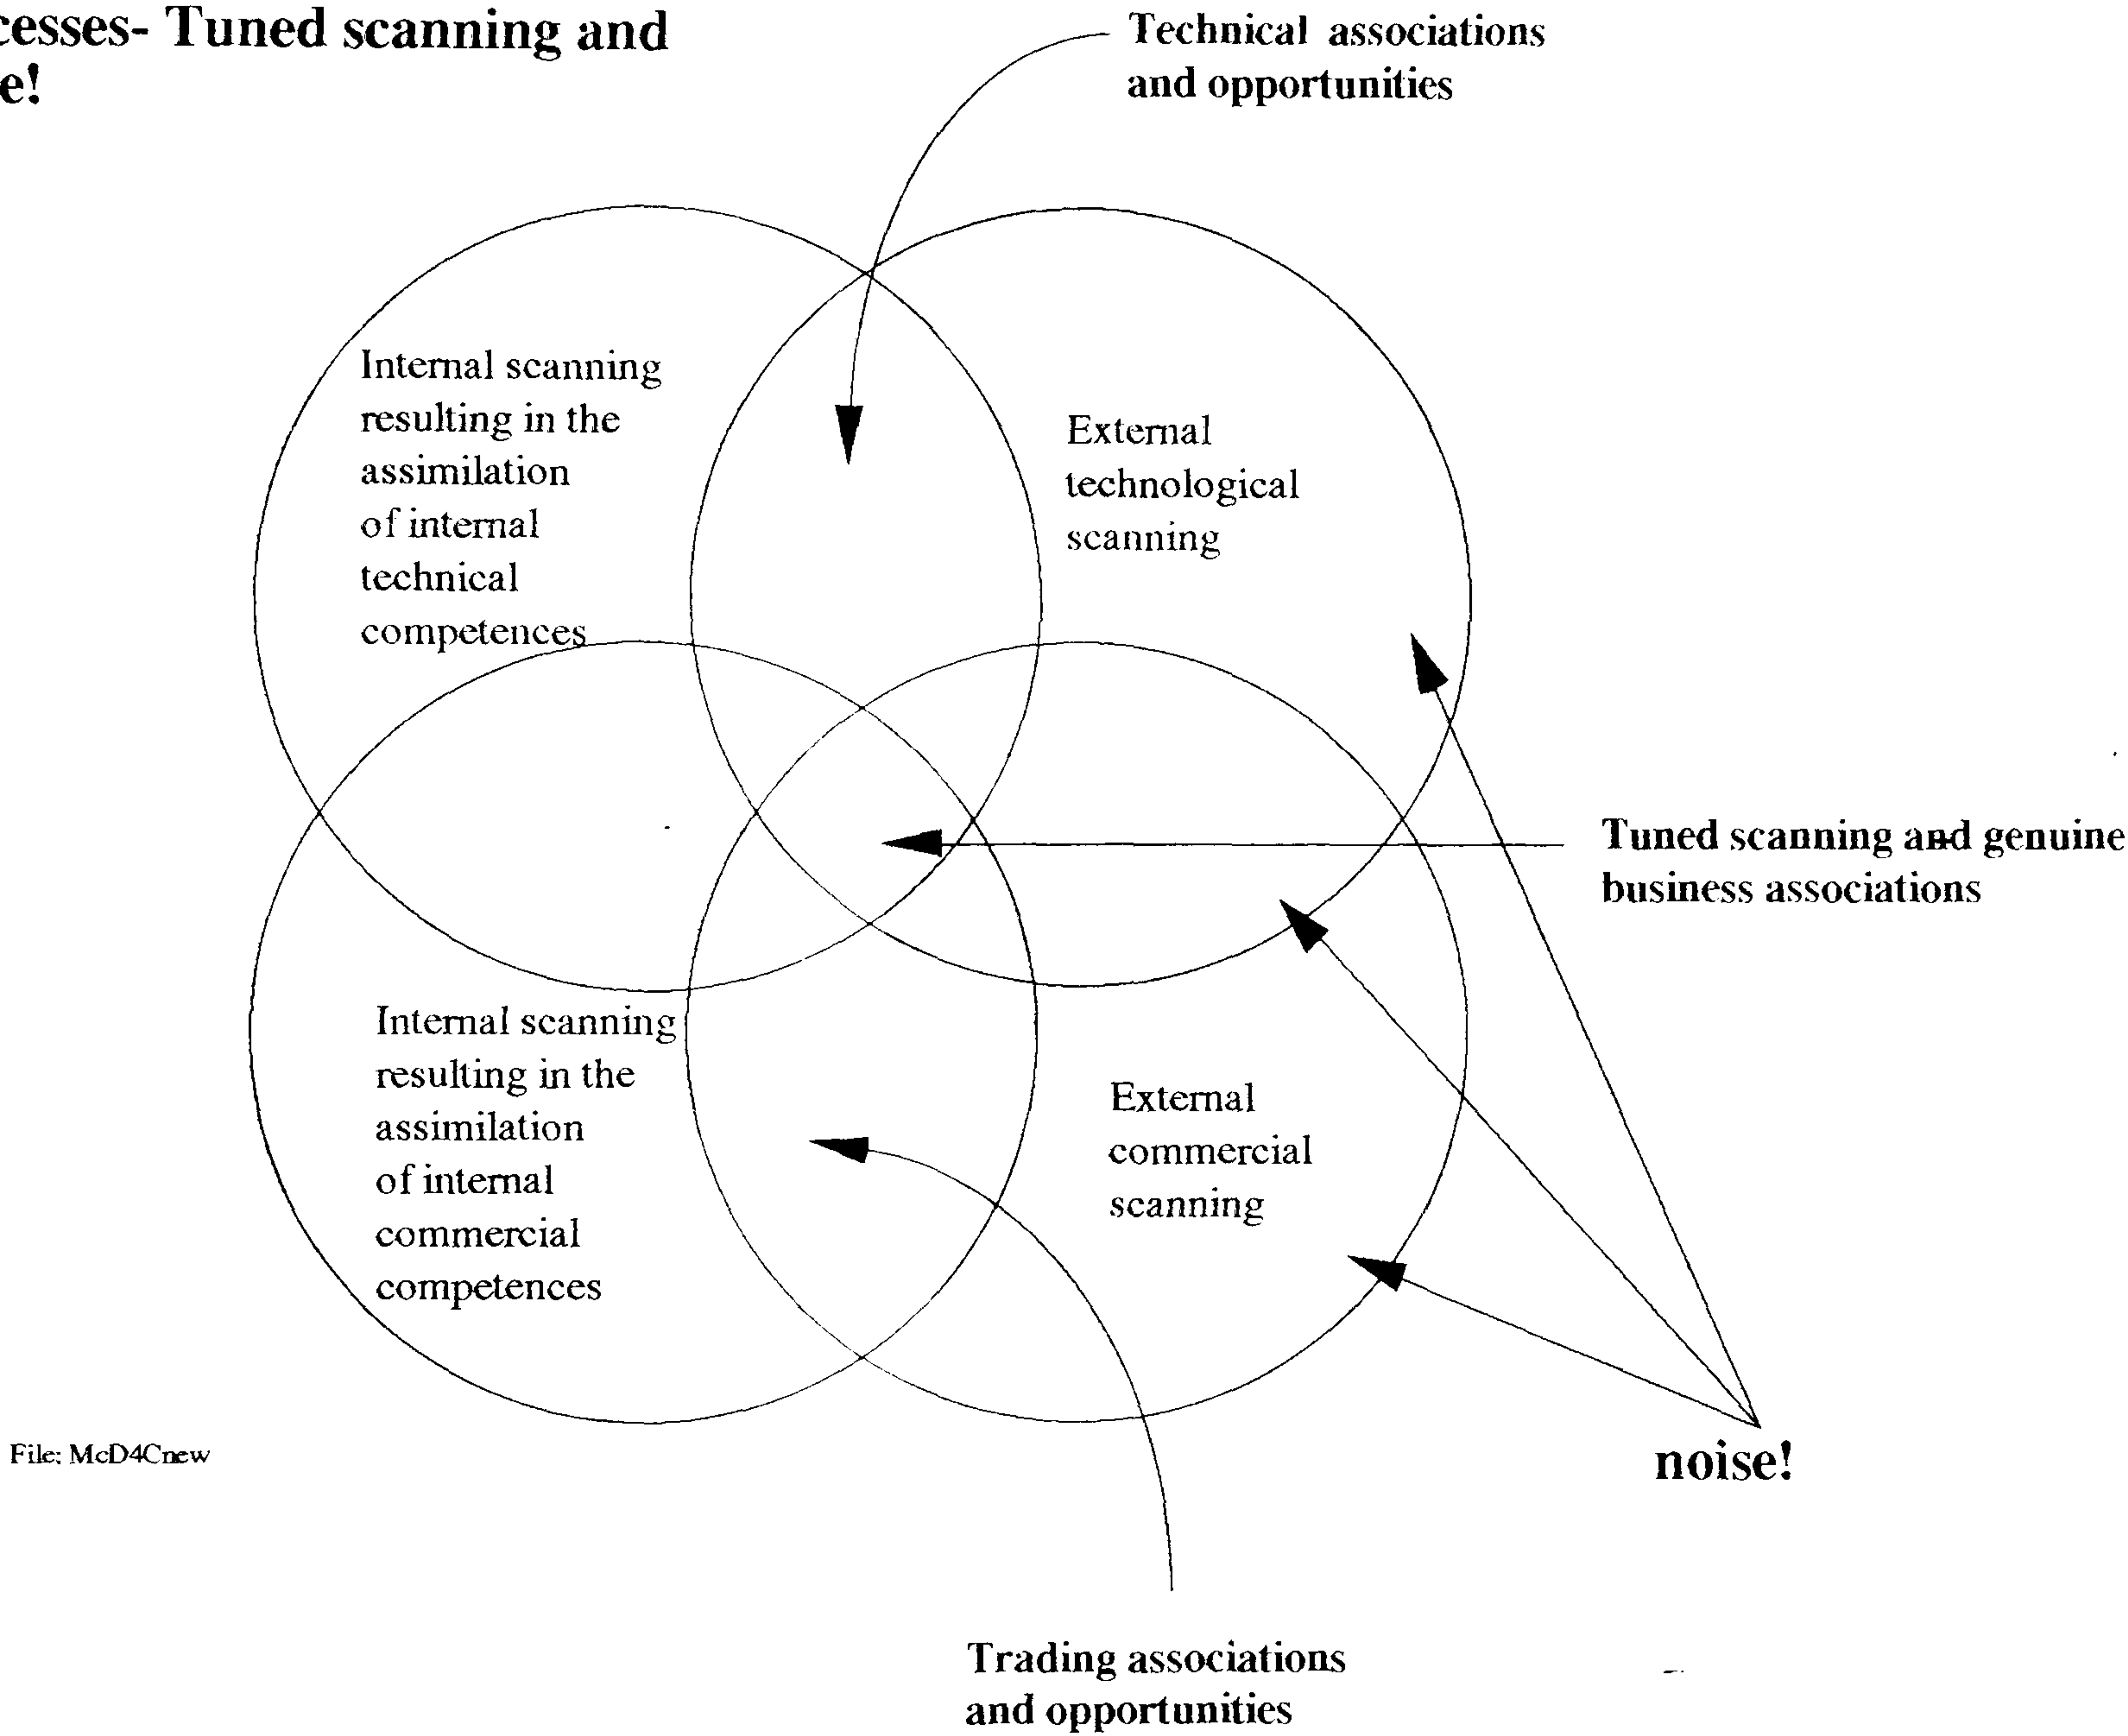 cesses- Tuned scanning and
e!
Technical associations
and opportunities
Internal scanning
resulting in the
assimilation
of internal
technical
competences
External
technological
scanning
Tuned scanning and genuine
business associations
Internal scanning
resulting in the
assimilation
of internal
commercial
competences
External
commercial
scanning
File: McD4Cnew
noise!
Trading associations
and opportunities